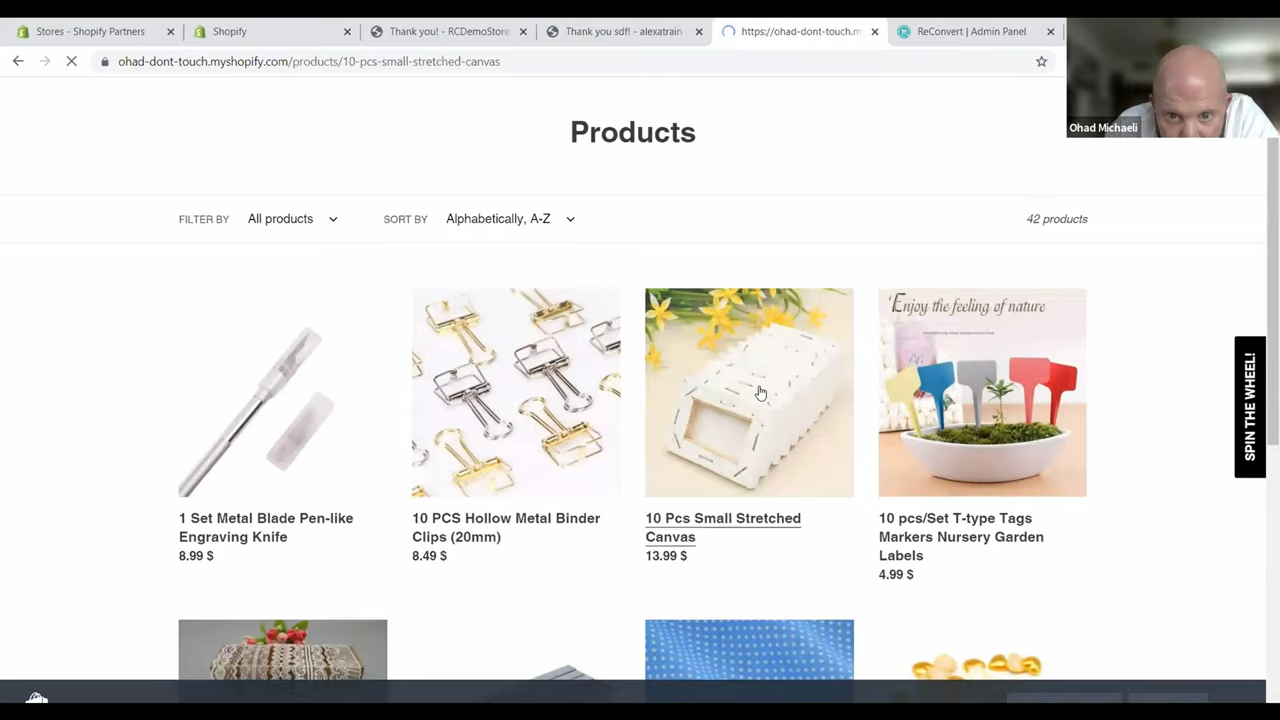 Stores - Shopify Partners
Shopify
Thank you! - RCDemoStore
Thank you sdf! - alexatrain
https://ohad-dont-touch.m
ReConvert | Admin Panel
ohad-dont-touch.myshopify.com/products/10-pcs-small-stretched-canvas
Ohad Michaeli
Products
FILTER BY All products
SORT BY Alphabetically, A-Z
42 products
Enjoy the feeling of nature
SPIN THE WHEEL!
1 Set Metal Blade Pen-like
Engraving Knife
8.99 $
10 PCS Hollow Metal Binder
Clips (20mm)
8.49 $
10 Pcs Small Stretched
Canvas
13.99 $
10 pcs/Set T-type Tags
Markers Nursery Garden
Labels
4.99 $